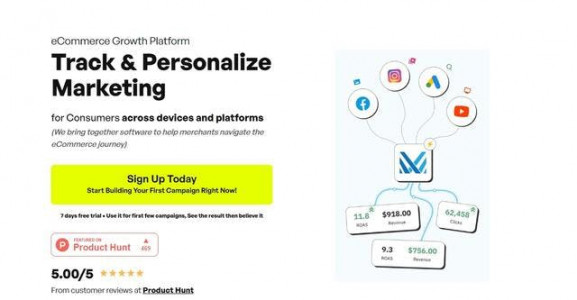 eCommerce Growth Platform
Track & Personalize
Marketing
for Consumers across devices and platforms
(We bring together software to help merchants navigate the
eCommerce journey)
Sign Up Today
Start Building Your First Campaign Right Now!
7 days free trial • Use it for first few campaigns, See the result then believe it
FEATURED ON
Product Hunt
5.00/5
From customer reviews at Product Hunt
11.8
ROAS
$918.00
Revenue
62,458
Clicks
9.3
ROAS
$756.00
Revenue